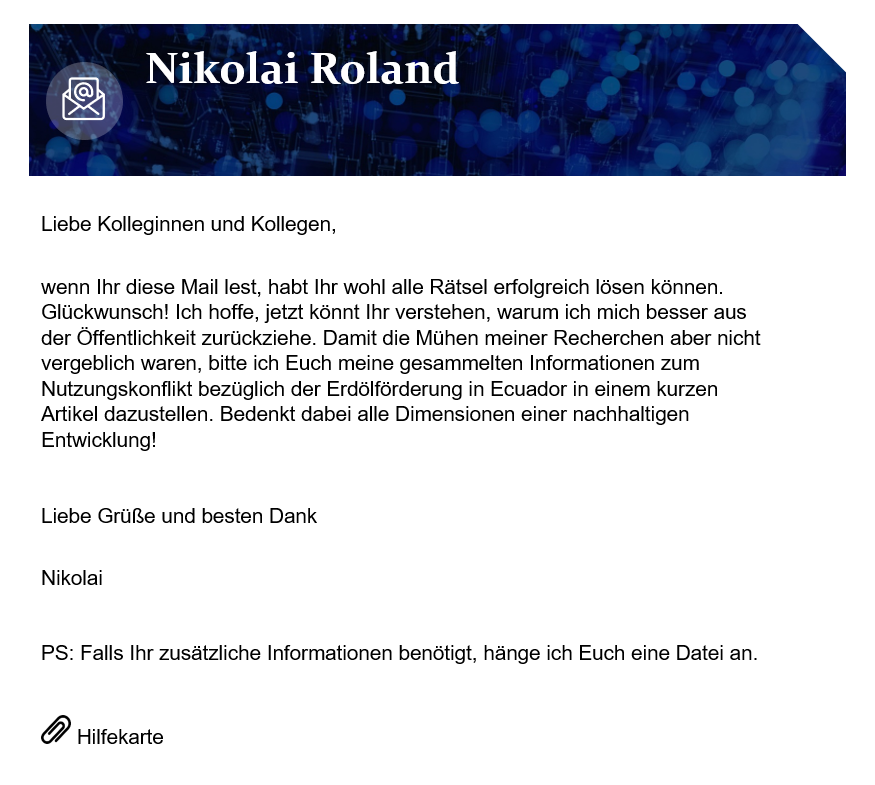 Nikolai Roland
Liebe Kolleginnen und Kollegen,
wenn Ihr diese Mail lest, habt Ihr wohl alle Rätsel erfolgreich lösen können.
Glückwunsch! Ich hoffe, jetzt könnt Ihr verstehen, warum ich mich besser aus
der Öffentlichkeit zurückziehe. Damit die Mühen meiner Recherchen aber nicht
vergeblich waren, bitte ich Euch meine gesammelten Informationen zum
Nutzungskonflikt bezüglich der Erdölförderung in Ecuador in einem kurzen
Artikel dazustellen. Bedenkt dabei alle Dimensionen einer nachhaltigen
Entwicklung!
Liebe Grüße und besten Dank
Nikolai
PS: Falls Ihr zusätzliche Informationen benötigt, hänge ich Euch eine Datei an.
Hilfekarte